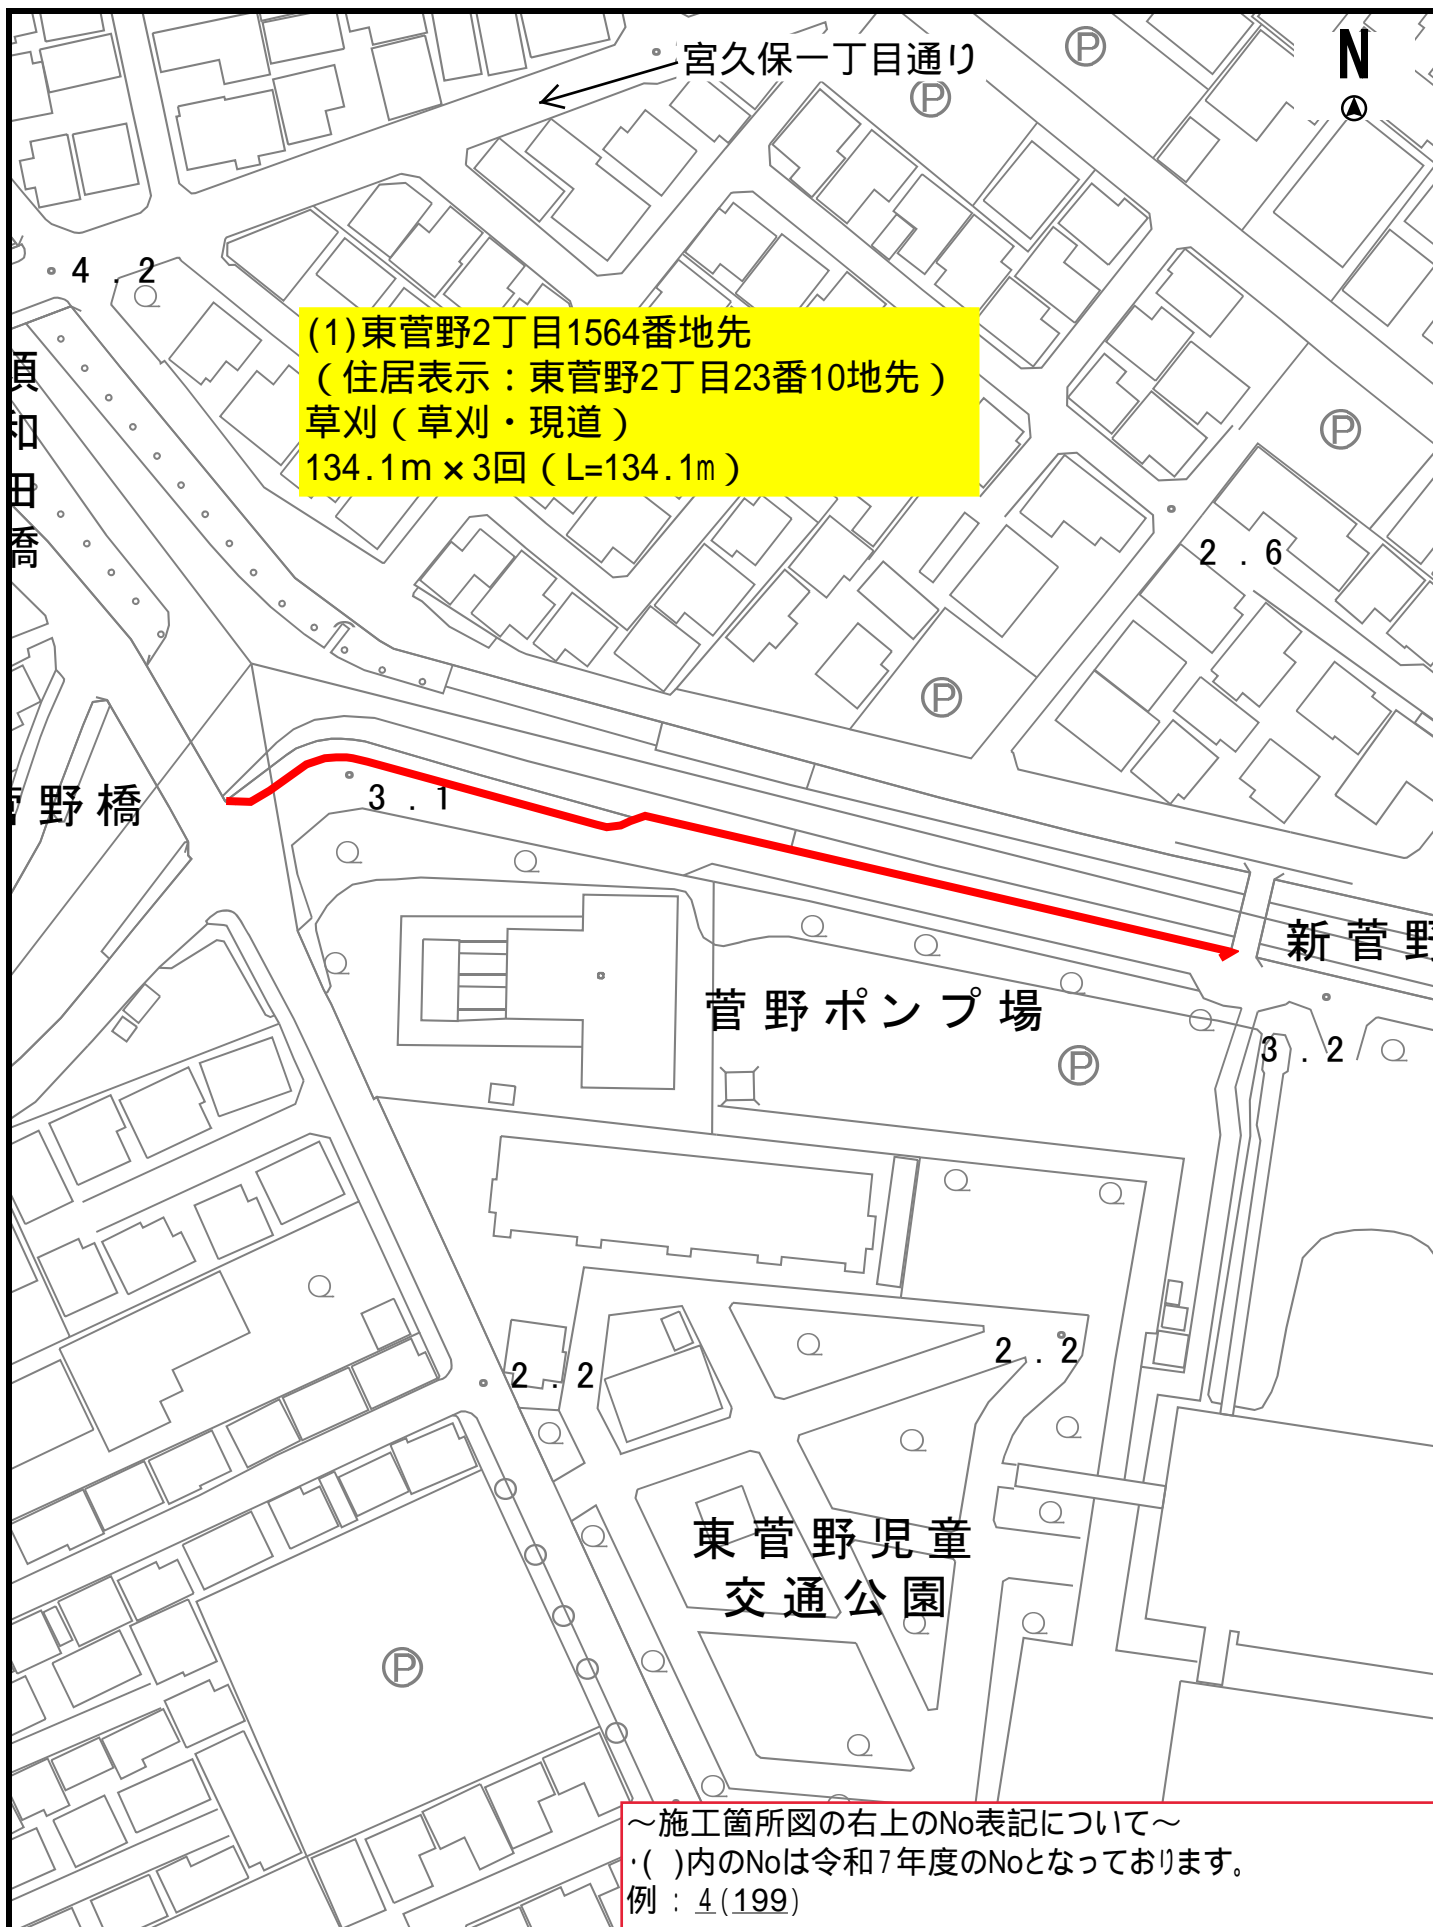 宮久保一丁目通り
P
P
N
4.2
(1)東菅野2丁目1564番地先
（住居表示：東菅野2丁目23番10地先）
草刈（草刈・現道）
134.1m×3回（L=134.1m）
須和田橋
P
2.6
P
菅野橋
3.1
新菅野
菅野ポンプ場
P
3.2
2.2
2.2
東菅野児童
交通公園
P
～施工箇所図の右上のNo表記について～
・( )内のNoは令和7年度のNoとなっております。
例：4(199)